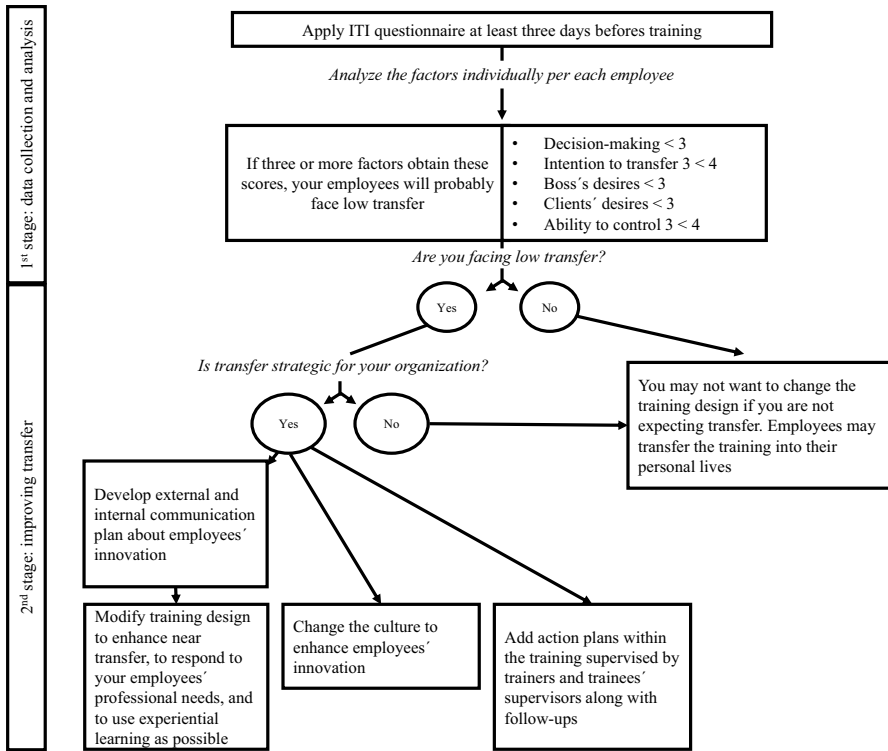 Apply ITI questionnaire at least three days befores training
Analyze the factors individually per each employee
1st stage: data collection and analysis
If three or more factors obtain these
scores, your employees will probably
face low transfer
• Decision-making < 3
• Intention to transfer 3 < 4
• Boss´s desires < 3
• Clients´ desires < 3
• Ability to control 3 < 4
Are you facing low transfer?
2nd stage: improving transfer
Yes
No
Is transfer strategic for your organization?
Yes
No
You may not want to change the
training design if you are not
expecting transfer. Employees may
transfer the training into their
personal lives
Develop external and
internal communication
plan about employees´
innovation
Modify training design
to enhance near
transfer, to respond to
your employees´
professional needs, and
to use experiential
learning as possible
Change the culture to
enhance employees´
innovation
Add action plans within
the training supervised by
trainers and trainees´
supervisors along with
follow-ups